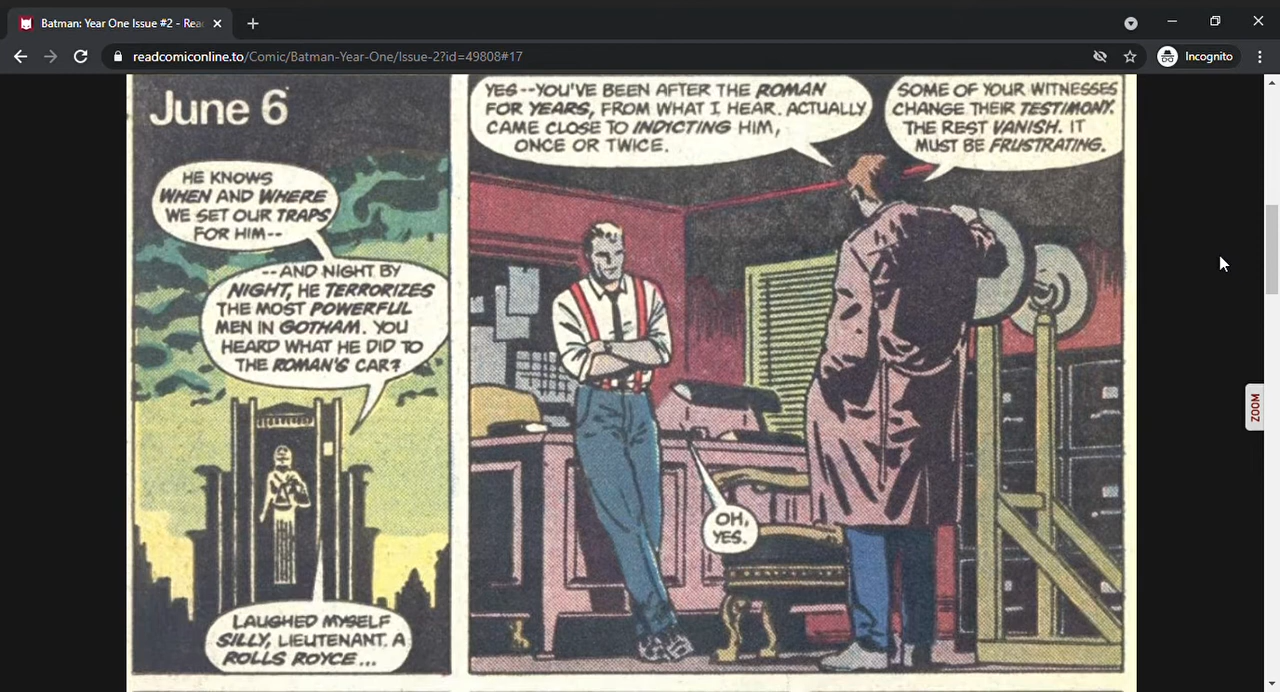 Batman: Year One Issue #2 - Rea
readcomiconline.to/Comic/Batman-Year-One/Issue-2?id=49808#17
Incognito
June 6
HE KNOWS
WHEN AND WHERE
WE SET OUR TRAPS
FOR HIM--
--AND NIGHT BY
NIGHT, HE TERRORIZES
THE MOST POWERFUL
MEN IN GOTHAM. YOU
HEARD WHAT HE DID TO
THE ROMAN'S CAR?
LAUGHED MYSELF
SILLY, LIEUTENANT. A
ROLLS ROYCE...
YES--YOU'VE BEEN AFTER THE ROMAN
FOR YEARS, FROM WHAT I HEAR. ACTUALLY
CAME CLOSE TO INDICTING HIM,
ONCE OR TWICE.
SOME OF YOUR WITNESSES
CHANGE THEIR TESTIMONY.
THE REST VANISH. IT
MUST BE FRUSTRATING.
OH,
YES.
ZOOM